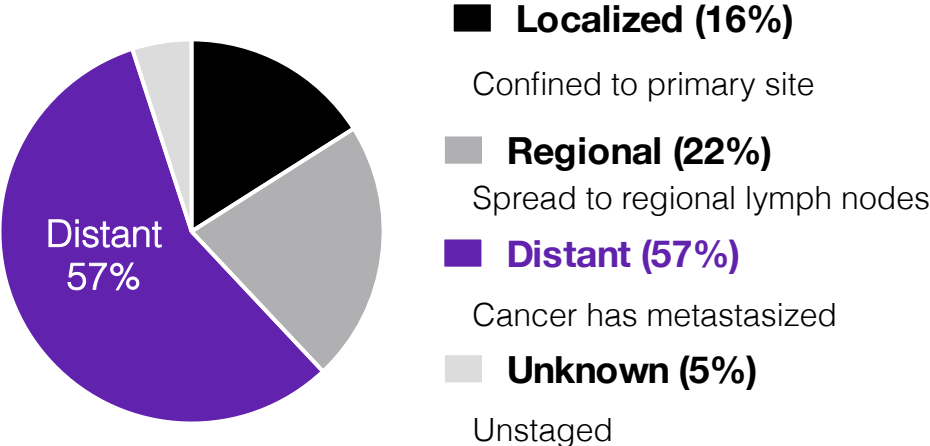 Distant
57%
Localized (16%)
Confined to primary site
Regional (22%)
Spread to regional lymph nodes
Distant (57%)
Cancer has metastasized
Unknown (5%)
Unstaged